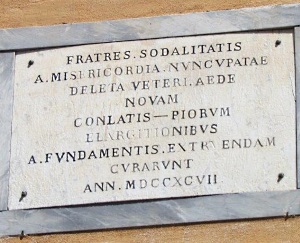 FRATRES. SODALITATIS
A. MISERICORDIA. NVNCVPATAE
DELETA VETERI. AEDE
NOVAM
CONLATIS—PIORVM
ELARGITIONIBVS
A. FVNDAMENTIS. EXTRVENDAM
CVRARVNT
ANN. MDCCXCVII